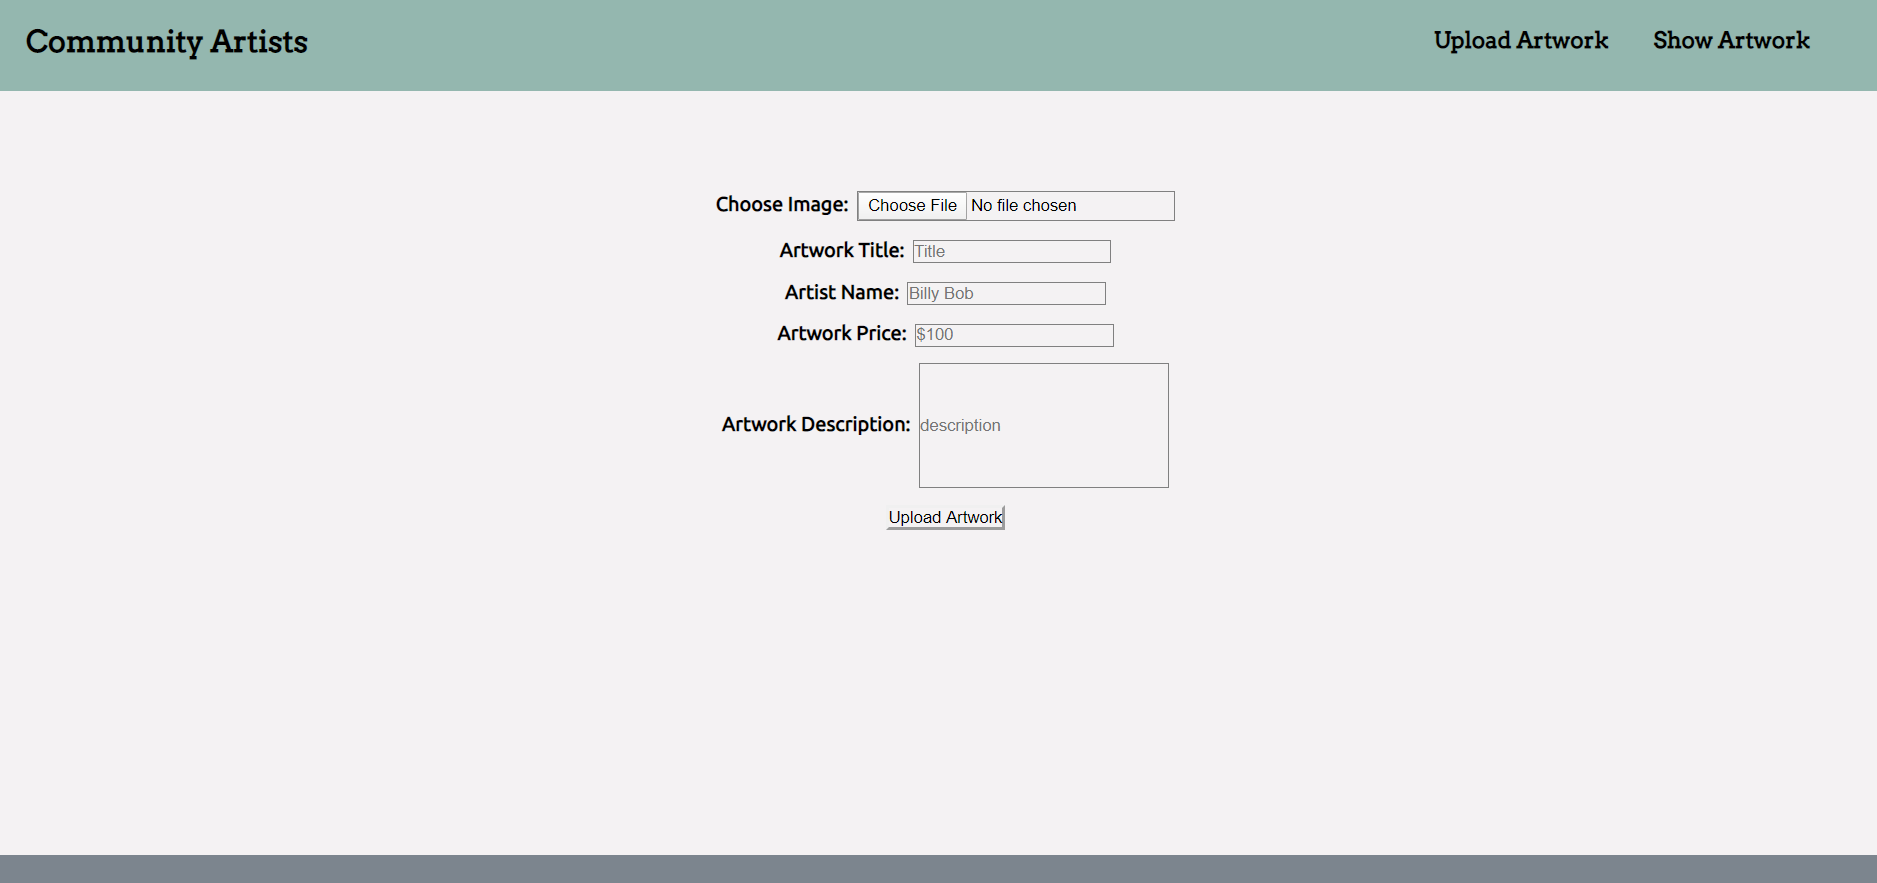 Community Artists
Upload Artwork
Show Artwork
Choose Image: Choose File No file chosen
Artwork Title: Title
Artist Name: Billy Bob
Artwork Price: $100
Artwork Description: description
Upload Artwork